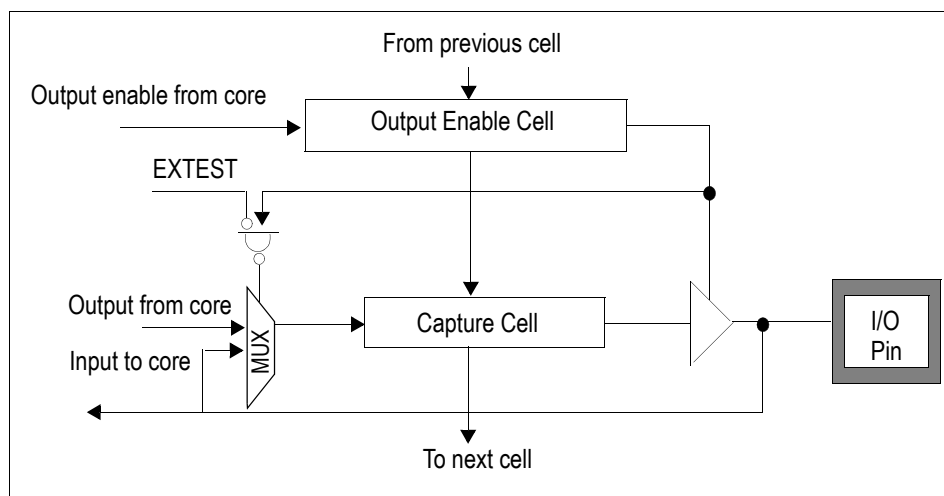 From previous cell
Output enable from core
Output Enable Cell
EXTEST
Output from core
Input to core
MUX
Capture Cell
I/O
Pin
To next cell